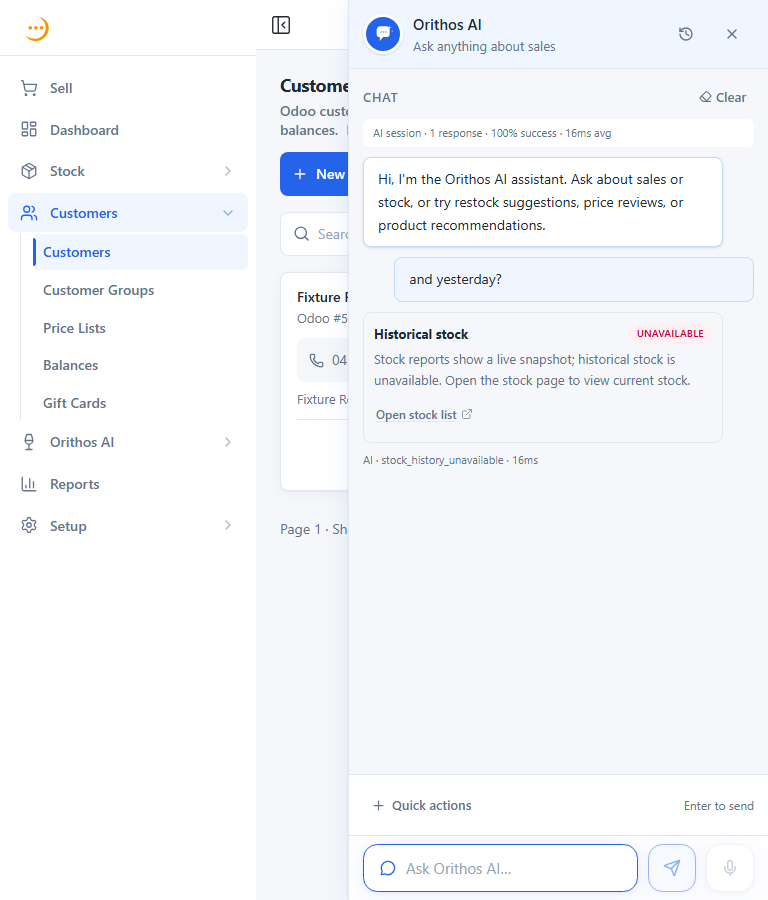 Sell
Dashboard
Stock
Customers
Customers
Customer Groups
Price Lists
Balances
Gift Cards
Orithos AI
Reports
Setup
Custome
Odoo custo
balances.
New
Searc
Fixture
Odoo #5
04
Fixture Re
Page 1 · Sh
Orithos AI
Ask anything about sales
CHAT
Clear
AI session · 1 response · 100% success · 16ms avg
Hi, I'm the Orithos AI assistant. Ask about sales or
stock, or try restock suggestions, price reviews, or
product recommendations.
and yesterday?
Historical stock
UNAVAILABLE
Stock reports show a live snapshot; historical stock is
unavailable. Open the stock page to view current stock.
Open stock list
AI · stock_history_unavailable · 16ms
Quick actions
Enter to send
Ask Orithos AI...